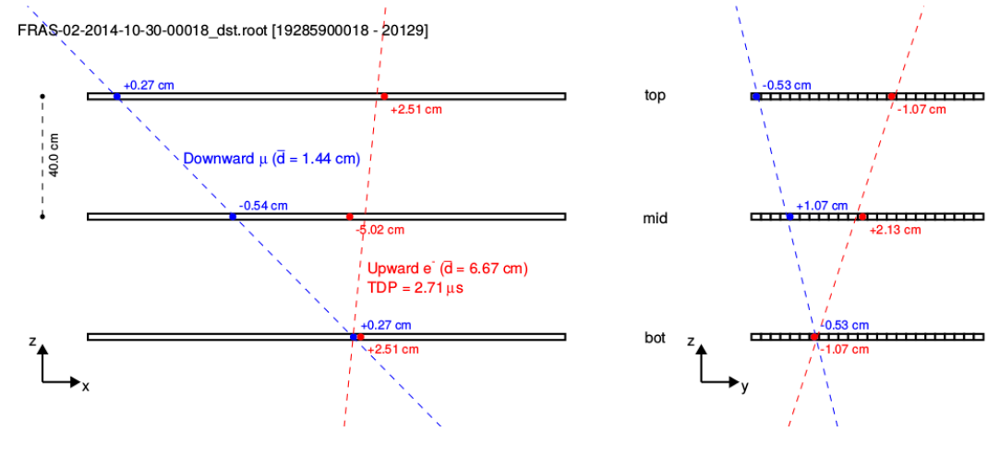 FRAS-02-2014-10-30-00018_dst.root [19285900018 - 20129]
+0.27 cm
+2.51 cm
top
-0.53 cm
-1.07 cm
40.0 cm
Downward μ (d̅ = 1.44 cm)
-0.54 cm
-5.02 cm
mid
+1.07 cm
+2.13 cm
Upward e⁻ (d̅ = 6.67 cm)
TDP = 2.71 μs
+0.27 cm
+2.51 cm
bot
-0.53 cm
-1.07 cm
z
x
z
y